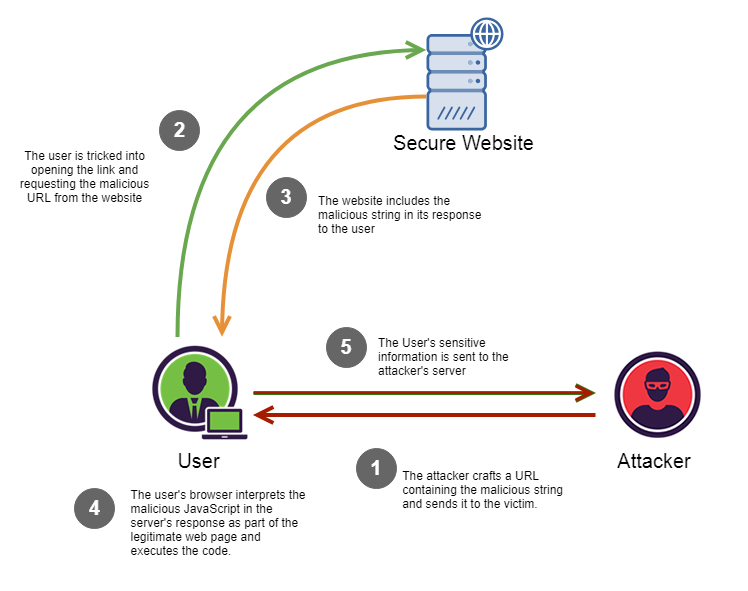 Secure Website
2
The user is tricked into
opening the link and
requesting the malicious
URL from the website
3
The website includes the
malicious string in its response
to the user
5
The User's sensitive
information is sent to the
attacker's server
User
Attacker
1
The attacker crafts a URL
containing the malicious string
and sends it to the victim.
4
The user's browser interprets the
malicious JavaScript in the
server's response as part of the
legitimate web page and
executes the code.